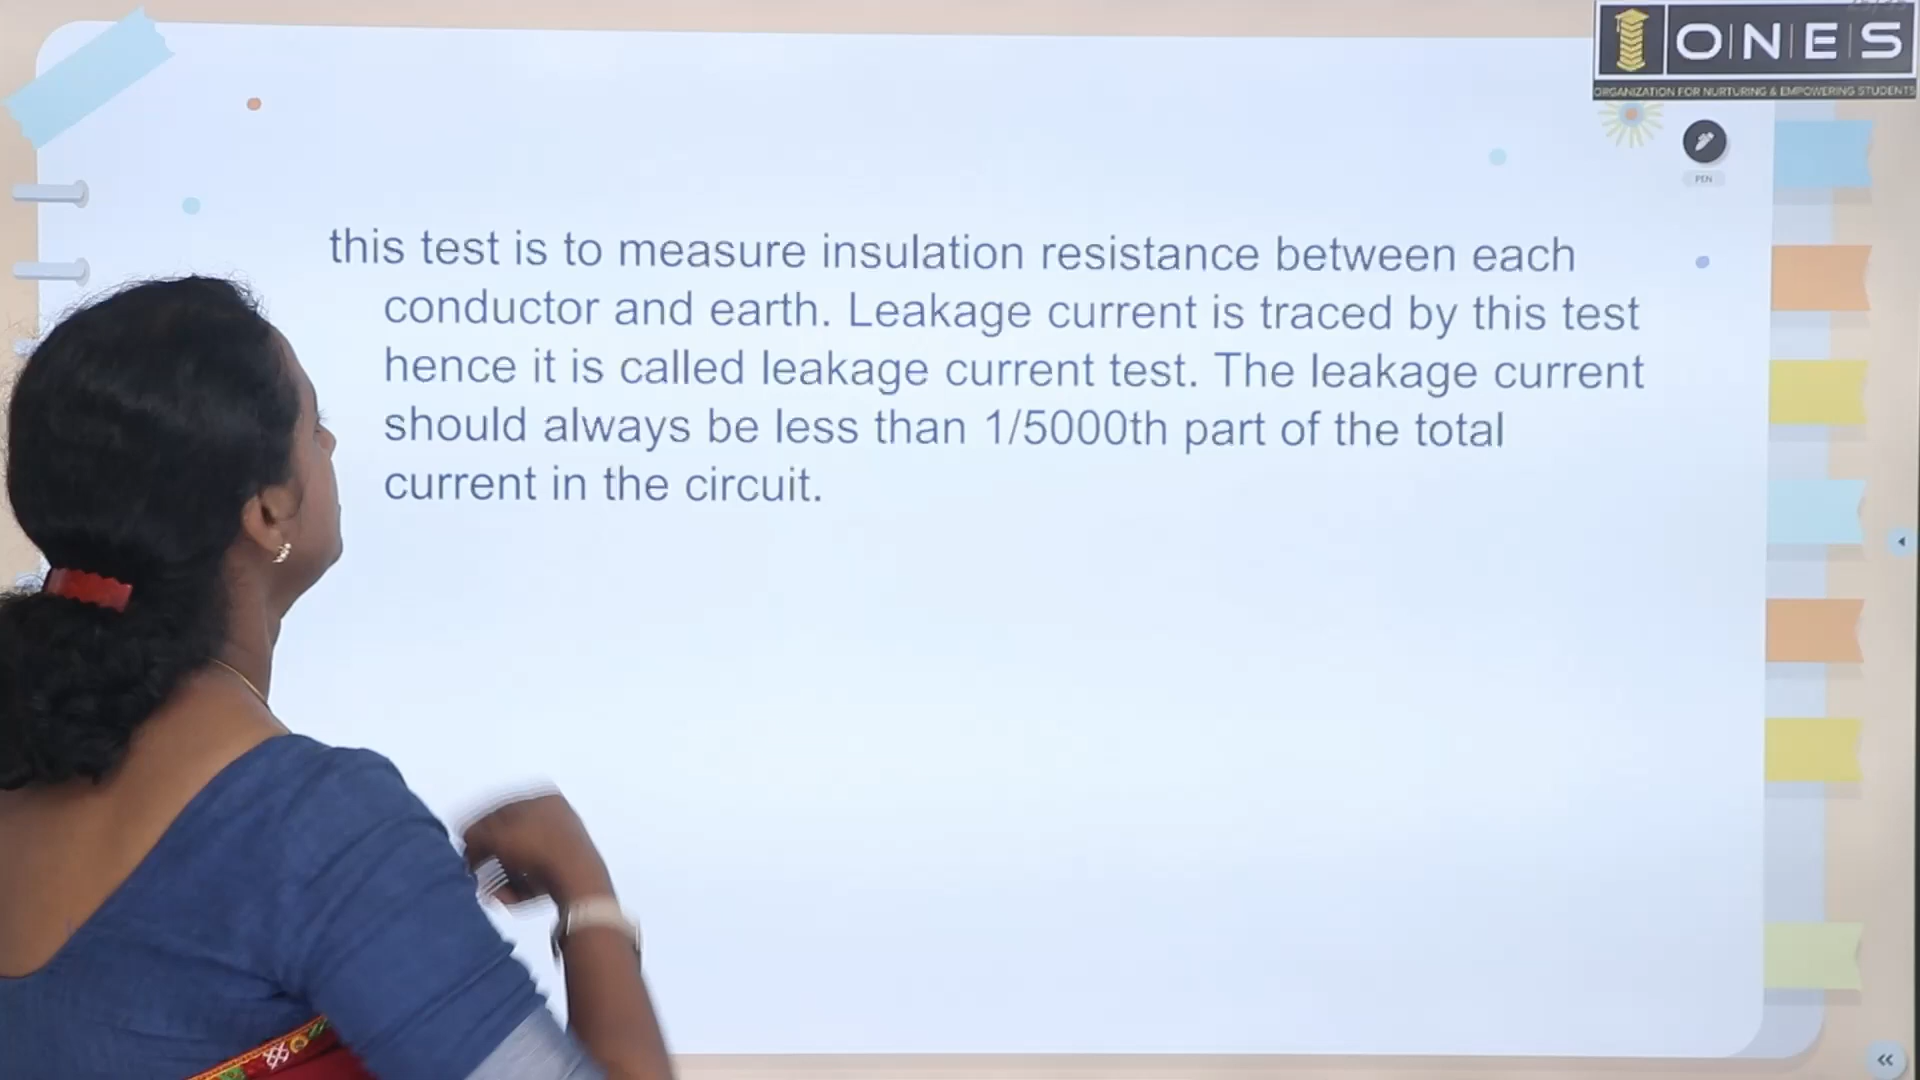 ONES
ORGANIZATION FOR NURTURING & EMPOWERING STUDENTS
PEN
this test is to measure insulation resistance between each
conductor and earth. Leakage current is traced by this test
hence it is called leakage current test. The leakage current
should always be less than 1/5000th part of the total
current in the circuit.